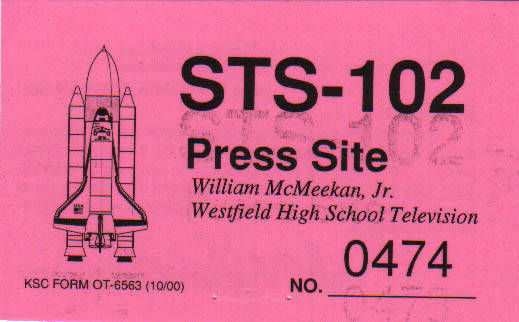 STS-102
Press Site
William McMeekan, Jr.
Westfield High School Television
0474
KSC FORM OT-6563 (10/00)
NO.
USA